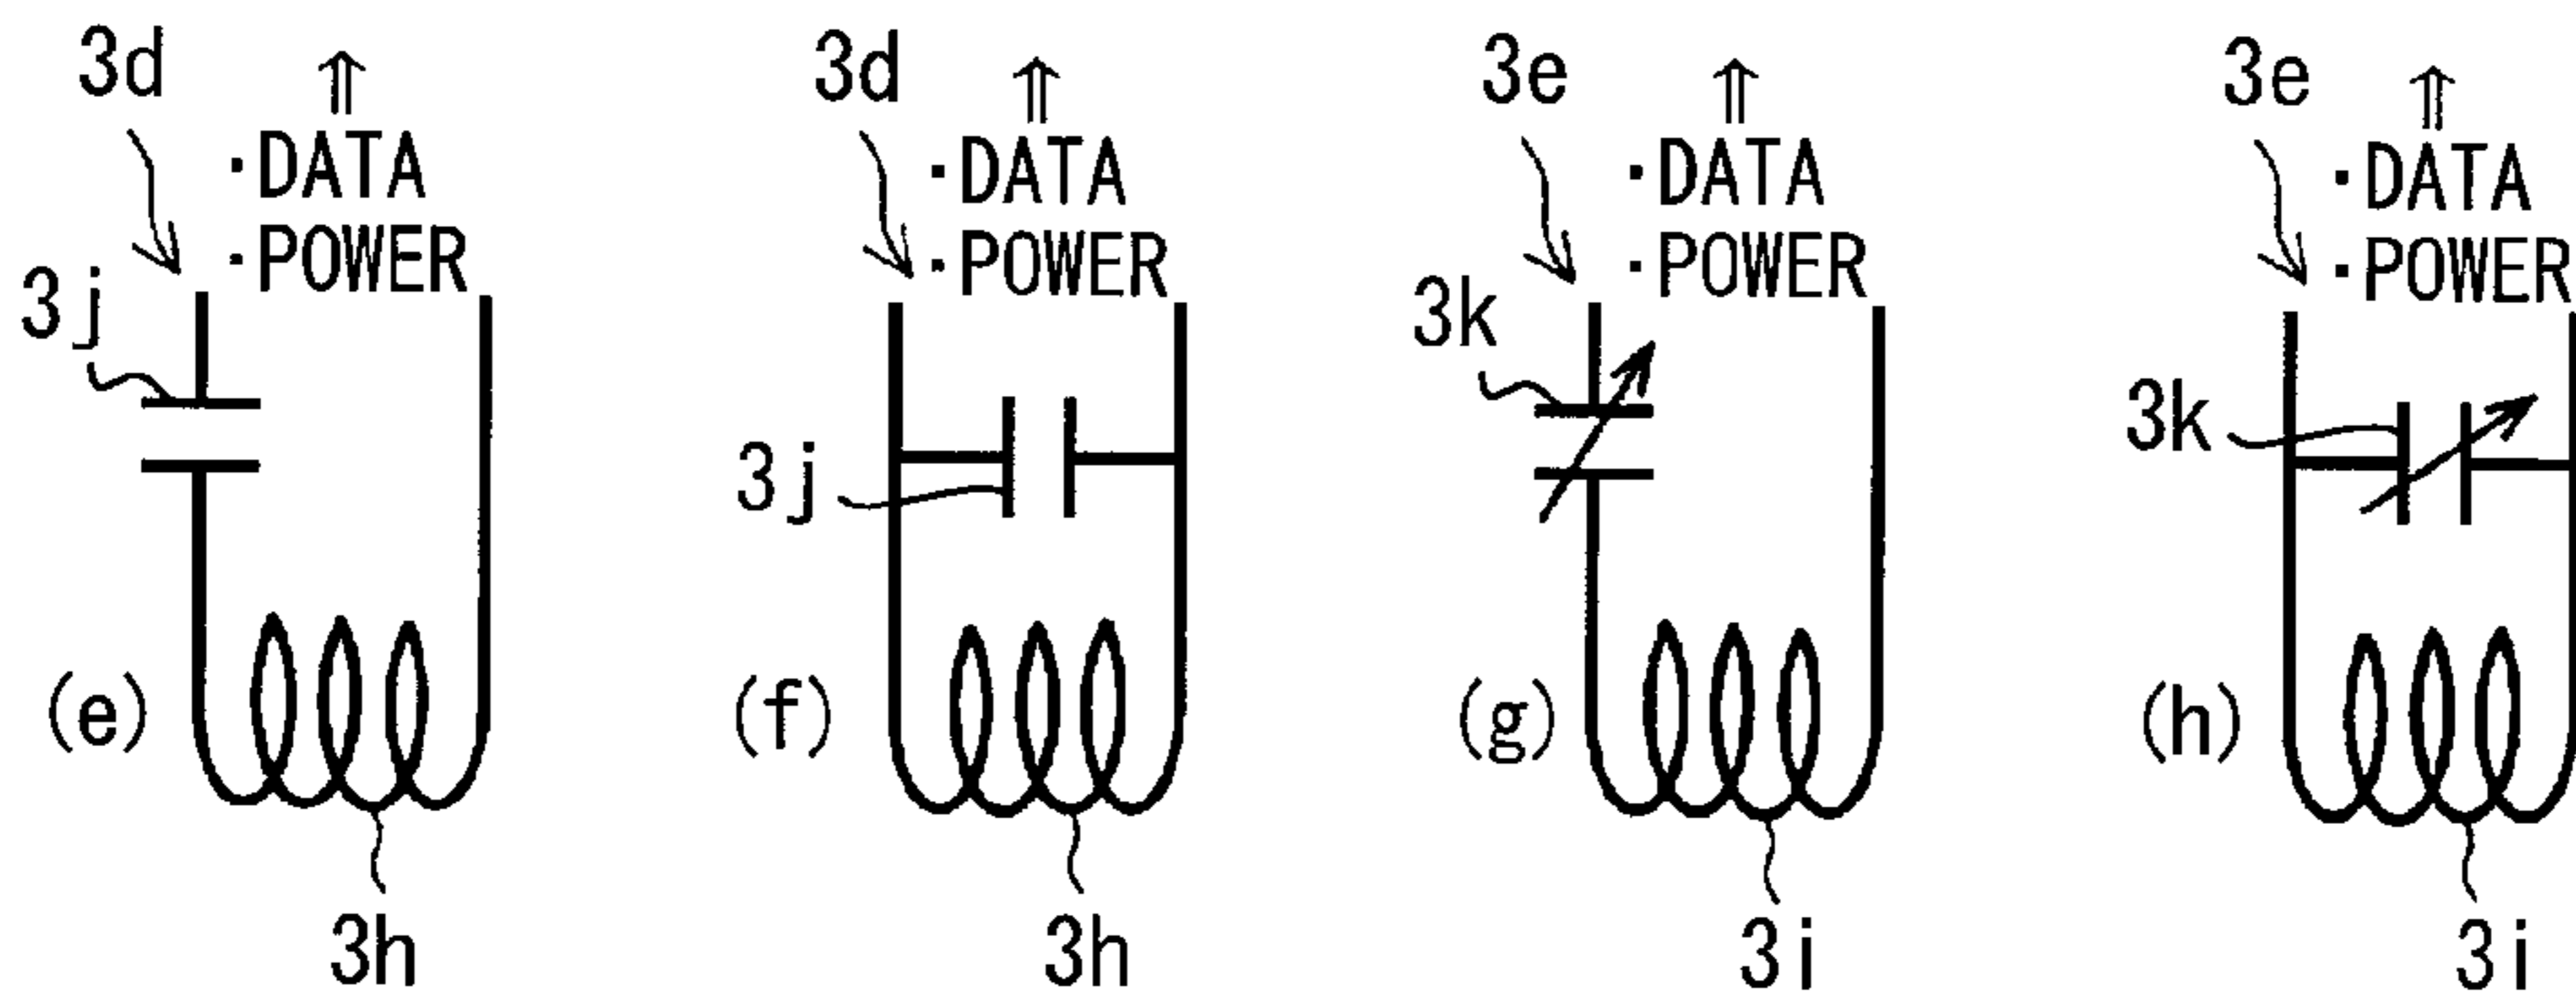 3d ⇑
·DATA
·POWER
3j
(e)
3h
3d ⇑
·DATA
·POWER
3j
(f)
3h
3e ⇑
·DATA
·POWER
3k
(g)
3i
3e ⇑
·DATA
·POWER
3k
(h)
3i